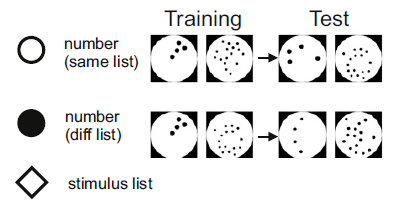 Training Test
number
(same list)
number
(diff list)
stimulus list